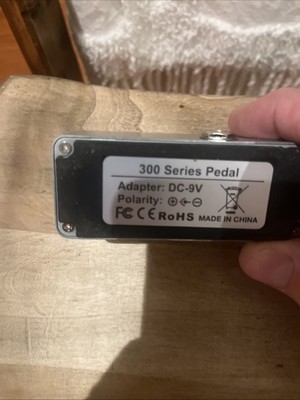 300 Series Pedal
Adapter: DC-9V
Polarity:
FC CE RoHS MADE IN CHINA